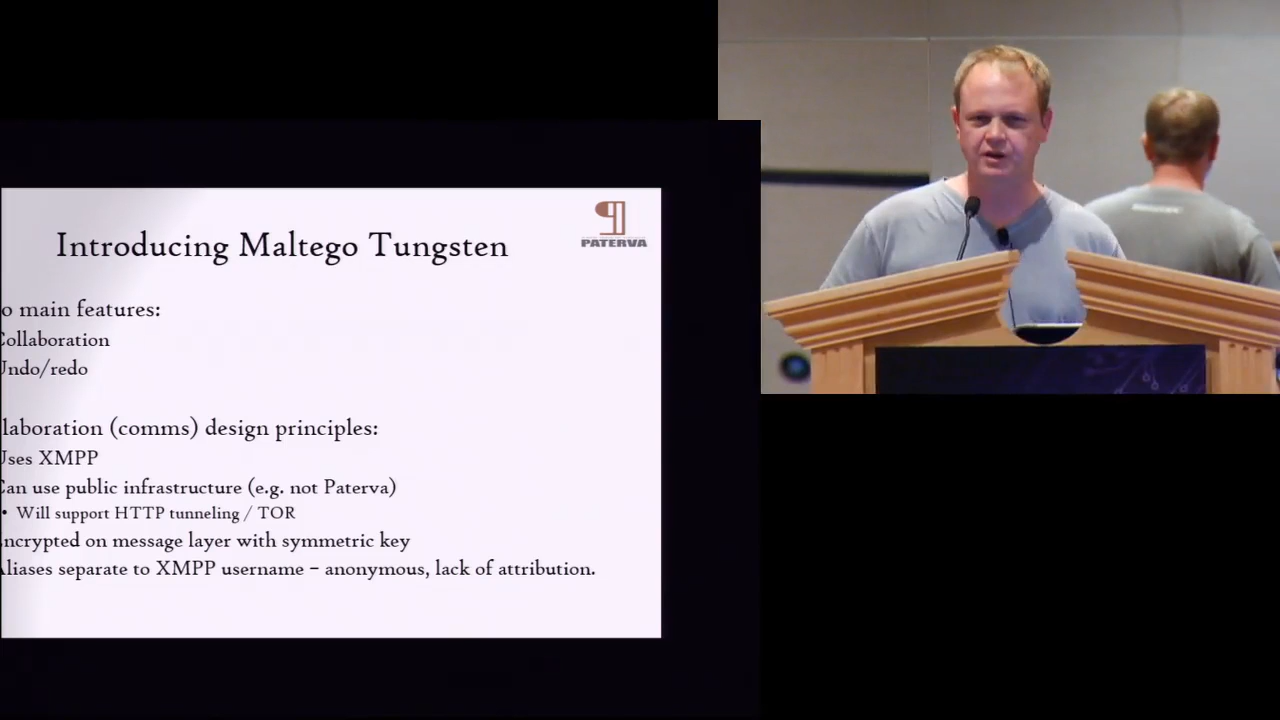 PATERVA
Introducing Maltego Tungsten
o main features:
Collaboration
Undo/redo
laboration (comms) design principles:
Uses XMPP
Can use public infrastructure (e.g. not Paterva)
• Will support HTTP tunneling / TOR
Encrypted on message layer with symmetric key
Aliases separate to XMPP username – anonymous, lack of attribution.